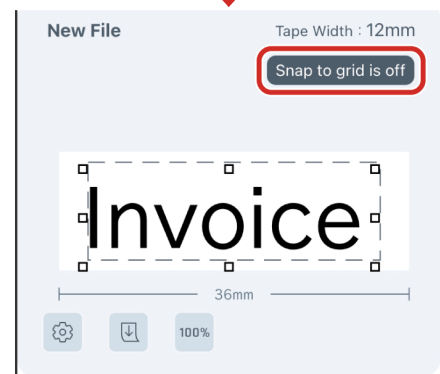 New File
Tape Width : 12mm
Snap to grid is off
Invoice
36mm
100%